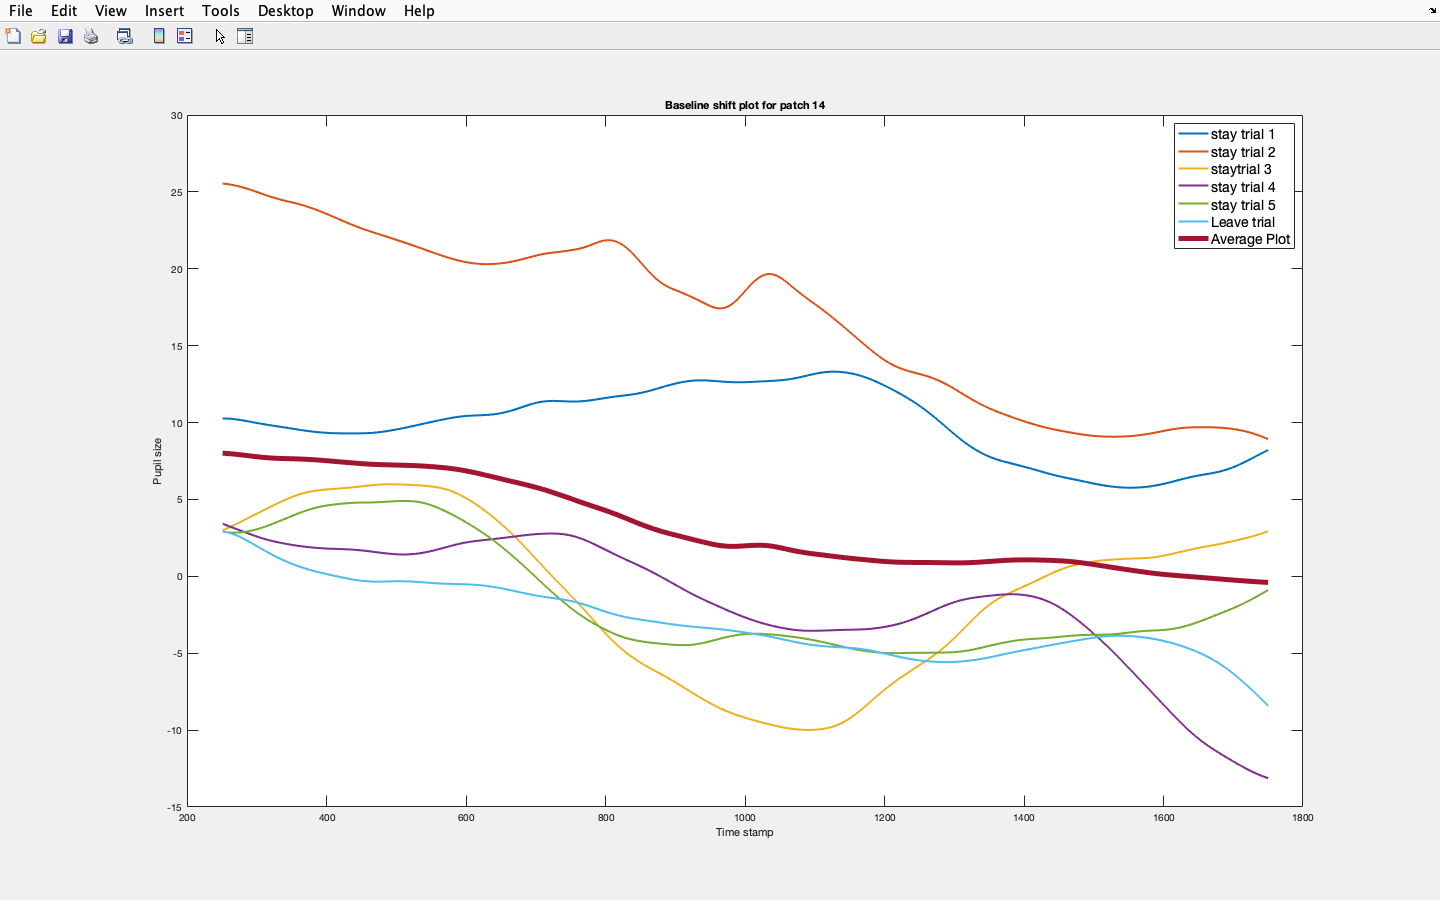 File Edit View Insert Tools Desktop Window Help
Baseline shift plot for patch 14
30
25
20
15
10
5
0
-5
-10
-15
Pupil size
200 400 600 800 1000 1200 1400 1600 1800
Time stamp
stay trial 1
stay trial 2
staytrial 3
stay trial 4
stay trial 5
Leave trial
Average Plot